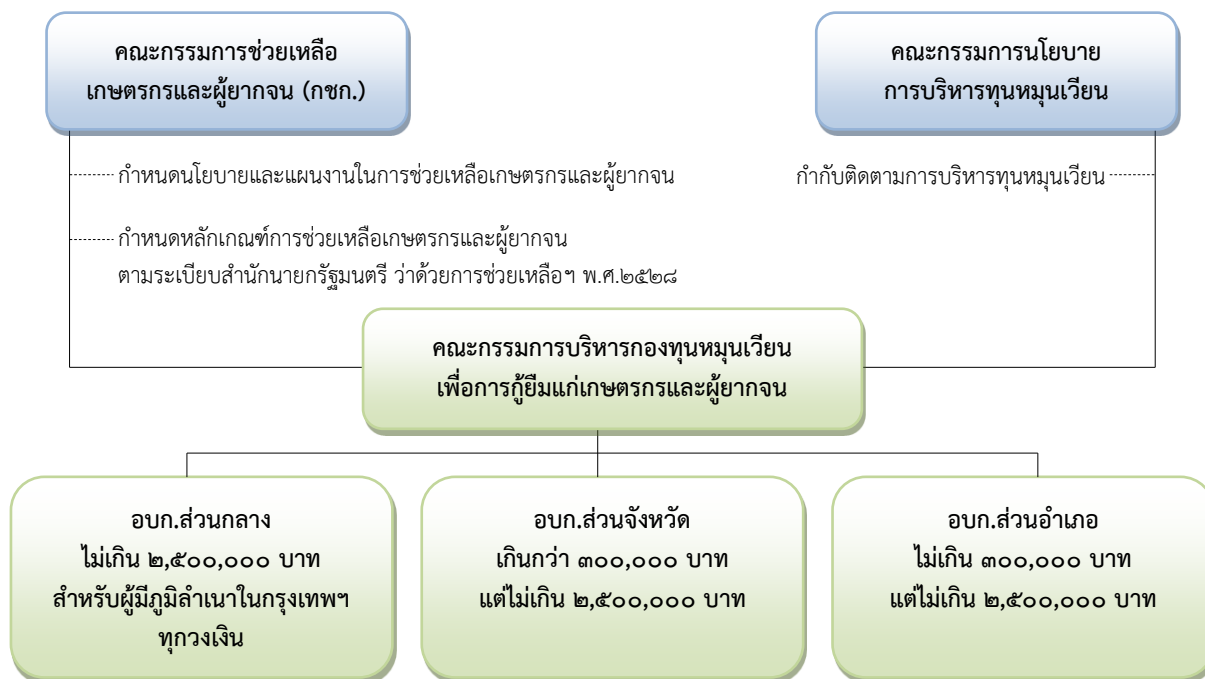 คณะกรรมการช่วยเหลือ
เกษตรกรและผู้ยากจน (กชก.)
คณะกรรมการนโยบาย
การบริหารทุนหมุนเวียน
กำหนดนโยบายและแผนงานในการช่วยเหลือเกษตรกรและผู้ยากจน
กำกับติดตามการบริหารทุนหมุนเวียน
กำหนดหลักเกณฑ์การช่วยเหลือเกษตรกรและผู้ยากจน
ตามระเบียบสำนักนายกรัฐมนตรี ว่าด้วยการช่วยเหลือฯ พ.ศ.๒๕๒๘
คณะกรรมการบริหารกองทุนหมุนเวียน
เพื่อการกู้ยืมแก่เกษตรกรและผู้ยากจน
อบก.ส่วนกลาง
ไม่เกิน ๒,๕๐๐,๐๐๐ บาท
สำหรับผู้มีภูมิลำเนาในกรุงเทพฯ
ทุกวงเงิน
อบก.ส่วนจังหวัด
เกินกว่า ๓๐๐,๐๐๐ บาท
แต่ไม่เกิน ๒,๕๐๐,๐๐๐ บาท
อบก.ส่วนอำเภอ
ไม่เกิน ๓๐๐,๐๐๐ บาท
แต่ไม่เกิน ๒,๕๐๐,๐๐๐ บาท